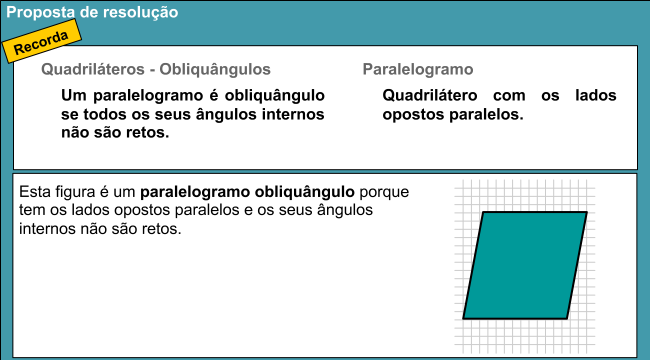 Proposta de resolução
Recorda
Quadriláteros - Obliquângulos
Um paralelogramo é obliquângulo
se todos os seus ângulos internos
não são retos.
Paralelogramo
Quadrilátero com os lados
opostos paralelos.
Esta figura é um paralelogramo obliquângulo porque
tem os lados opostos paralelos e os seus ângulos
internos não são retos.